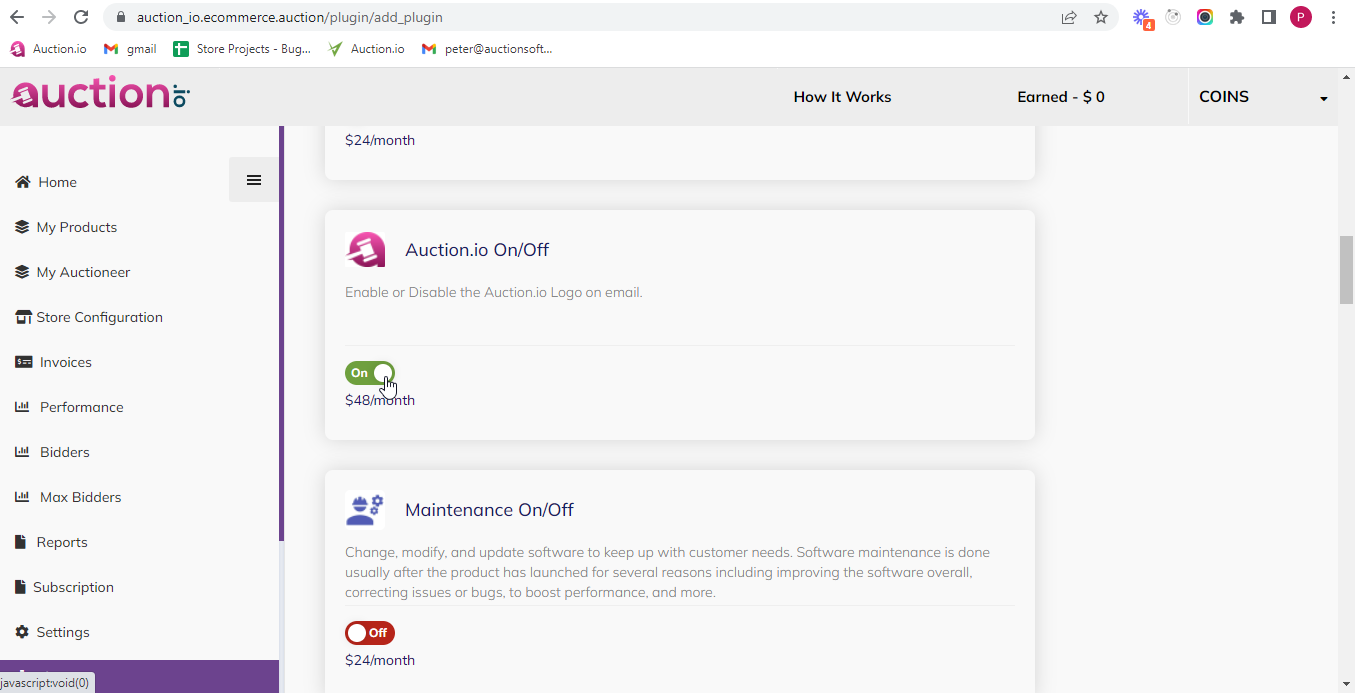 auction_io.ecommerce.auction/plugin/add_plugin
4
P
Auction.io
gmail
Store Projects - Bug...
Auction.io
peter@auctionsoft...
auction.io
How It Works
Earned - $ 0
COINS
$24/month
Home
My Products
My Auctioneer
Store Configuration
Invoices
Performance
Bidders
Max Bidders
Reports
Subscription
Settings
javascript:void(0)
Auction.io On/Off
Enable or Disable the Auction.io Logo on email.
On
$48/month
Maintenance On/Off
Change, modify, and update software to keep up with customer needs. Software maintenance is done
usually after the product has launched for several reasons including improving the software overall,
correcting issues or bugs, to boost performance, and more.
Off
$24/month